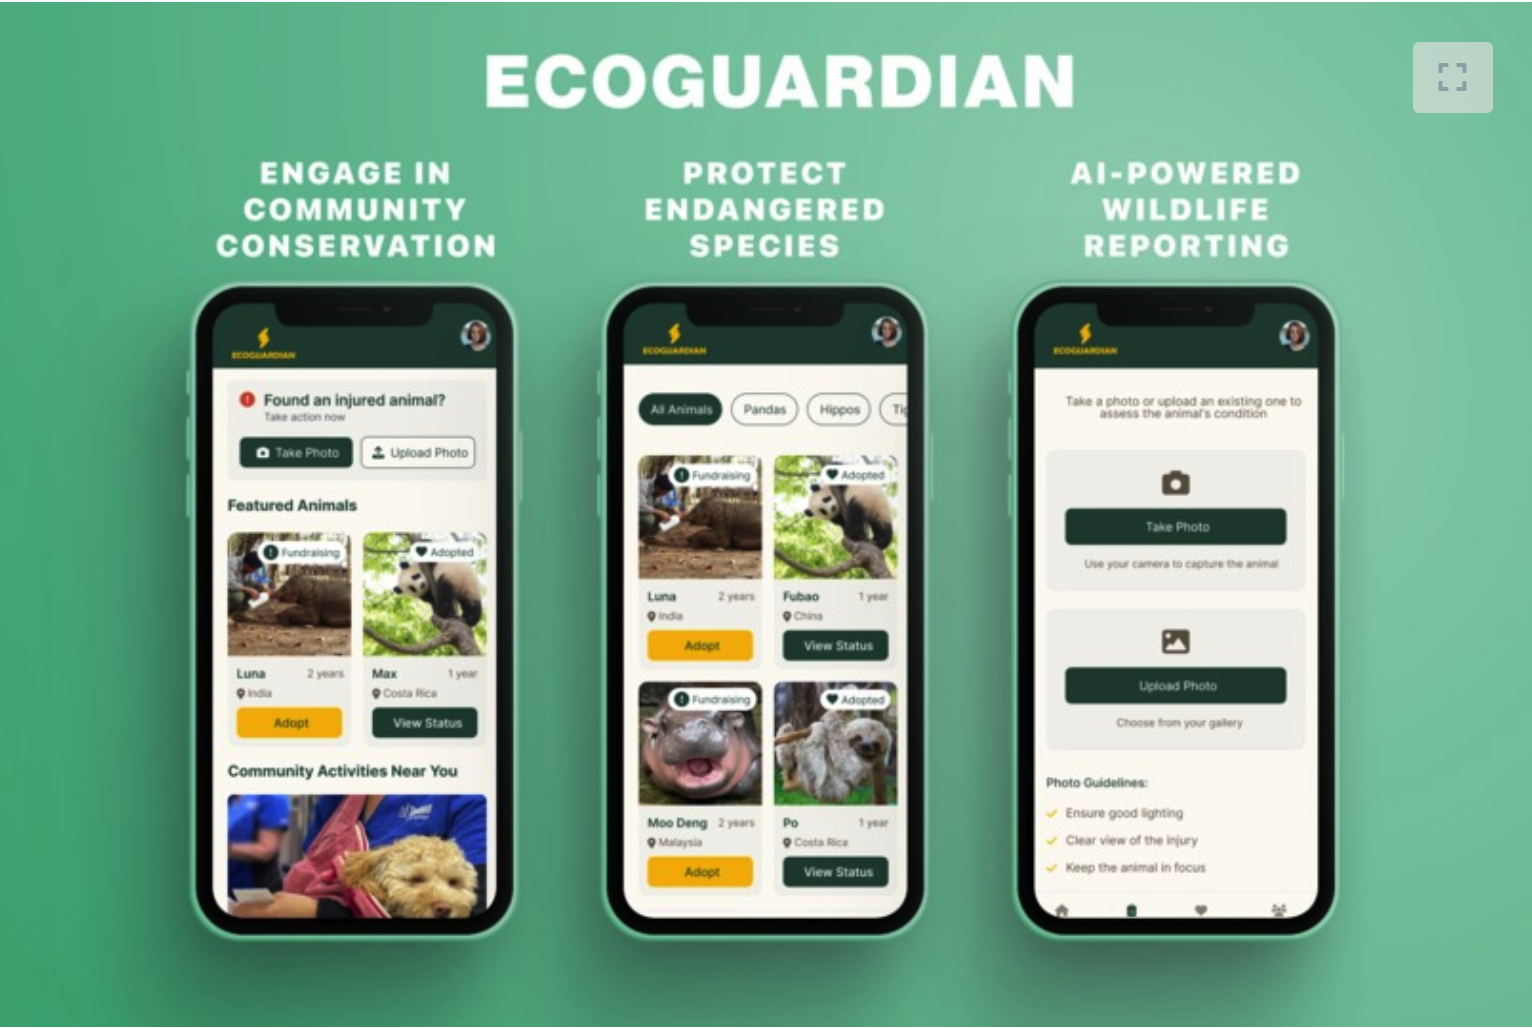 ECOGUARDIAN
ENGAGE IN
COMMUNITY
CONSERVATION
ECOGUARDIAN
Found an injured animal?
Take action now
Take Photo
Upload Photo
Featured Animals
Fundraising
Adopted
Luna 2 years
India
Adopt
Max 1 year
Costa Rica
View Status
Community Activities Near You
PROTECT
ENDANGERED
SPECIES
ECOGUARDIAN
All Animals
Pandas
Hippos
Tig
Fundraising
Adopted
Luna 2 years
India
Adopt
Fubao 1 year
China
View Status
Fundraising
Adopted
Moo Deng 2 years
Malaysia
Adopt
Po 1 year
Costa Rica
View Status
AI-POWERED
WILDLIFE
REPORTING
ECOGUARDIAN
Take a photo or upload an existing one to
assess the animal's condition
Take Photo
Use your camera to capture the animal
Upload Photo
Choose from your gallery
Photo Guidelines:
Ensure good lighting
Clear view of the injury
Keep the animal in focus